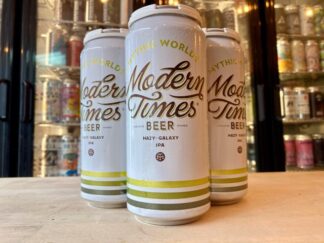 MYTHIC WORLDS
Modern
Times
BEER
HAZY-GALAXY
IPA